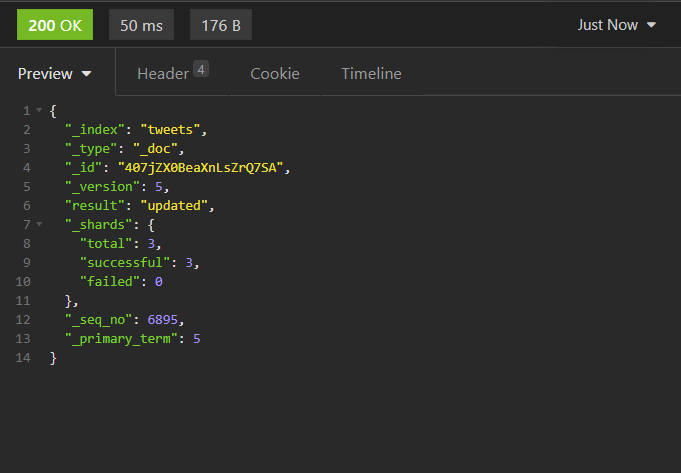 200 OK 50 ms 176 B Just Now
Preview Header 4 Cookie Timeline
1 {
2 "_index": "tweets",
3 "_type": "_doc",
4 "_id": "407jZX0BeaXnLsZrQ7SA",
5 "_version": 5,
6 "result": "updated",
7 "_shards": {
8 "total": 3,
9 "successful": 3,
10 "failed": 0
11 },
12 "_seq_no": 6895,
13 "_primary_term": 5
14 }